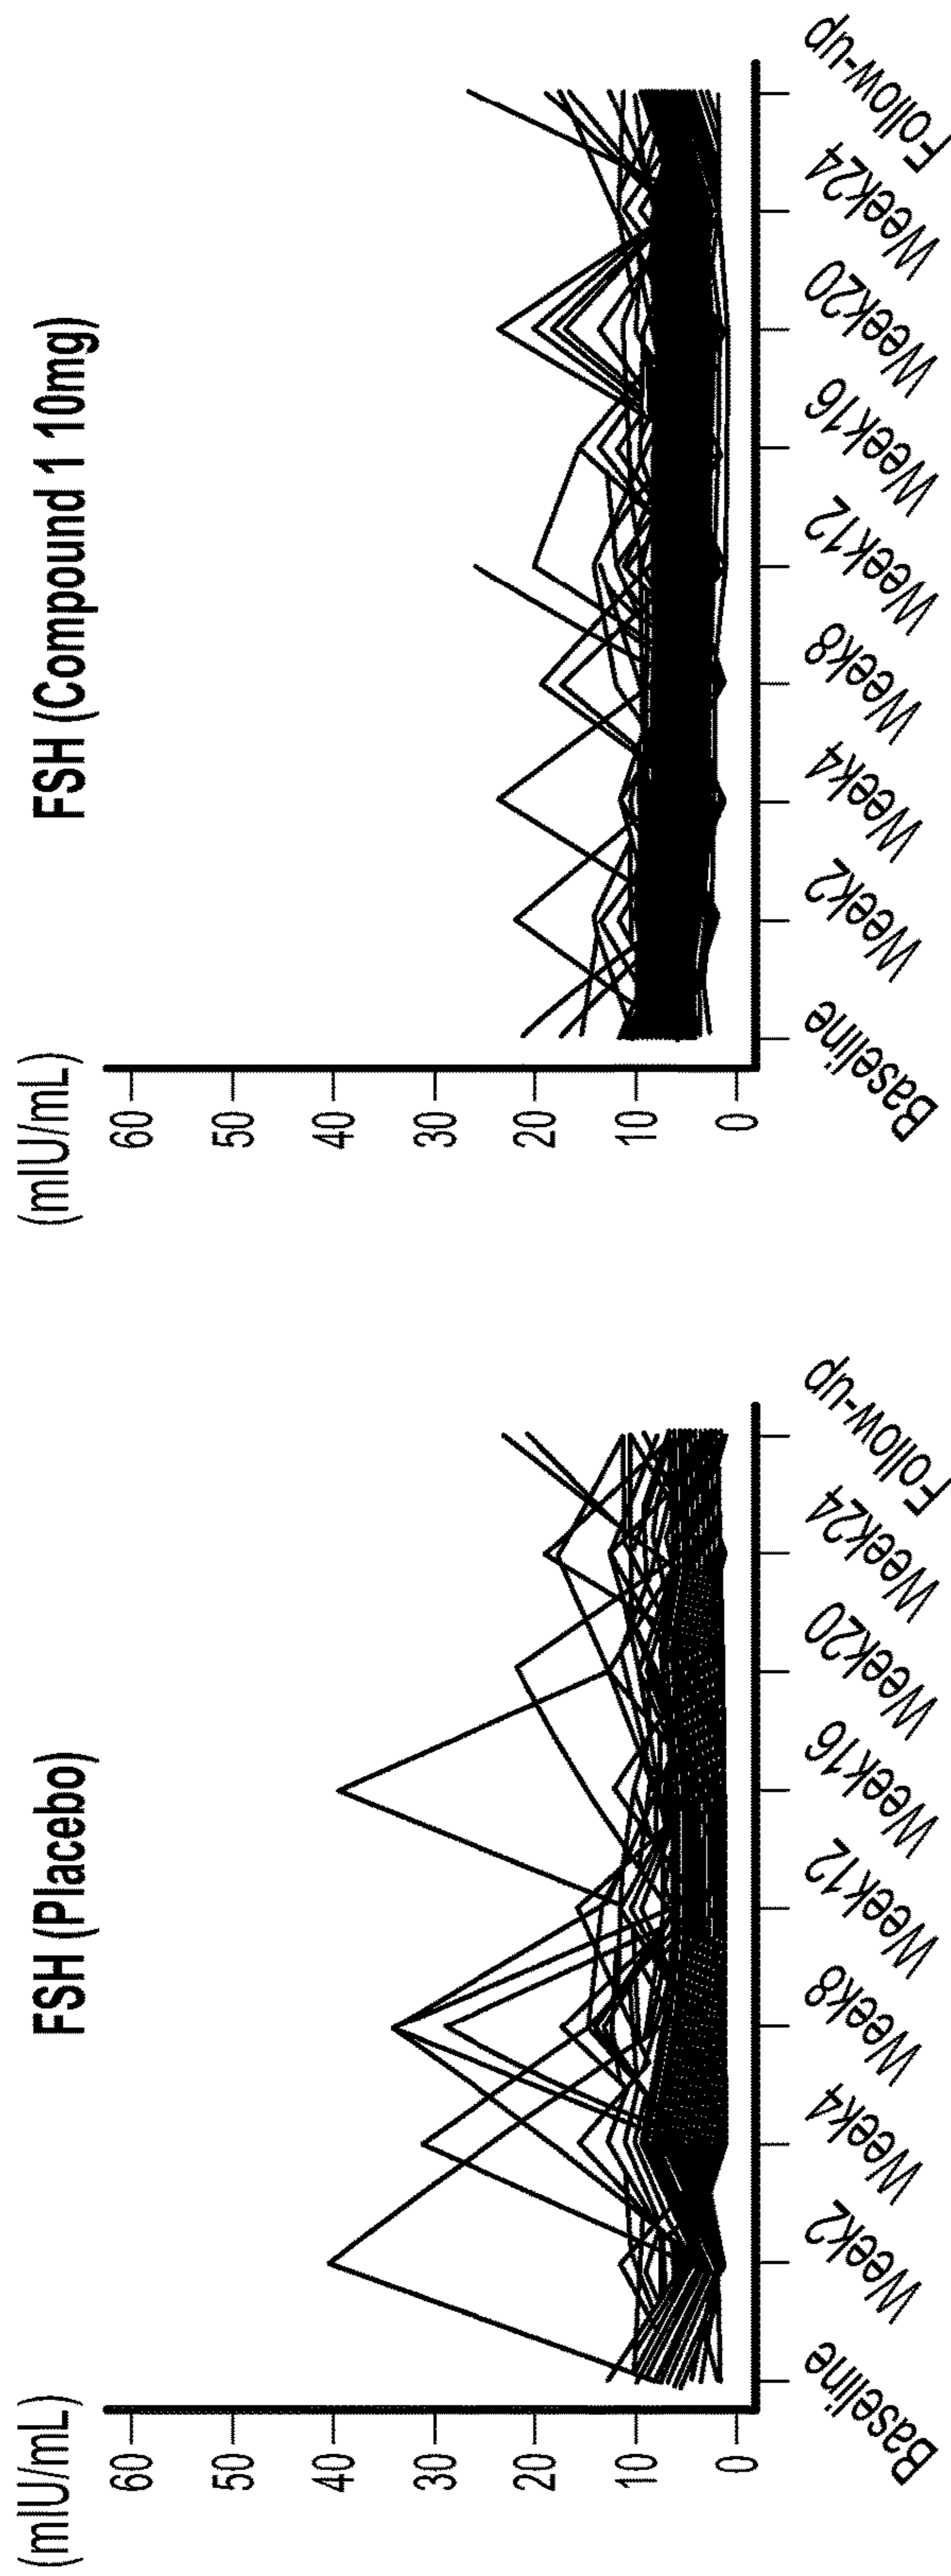 FSH (Placebo)
(mIU/mL)
60
50
40
30
20
10
0
Baseline
Week2
Week4
Week8
Week12
Week16
Week20
Week24
Follow-up
FSH (Compound 1 10mg)
(mIU/mL)
60
50
40
30
20
10
0
Baseline
Week2
Week4
Week8
Week12
Week16
Week20
Week24
Follow-up